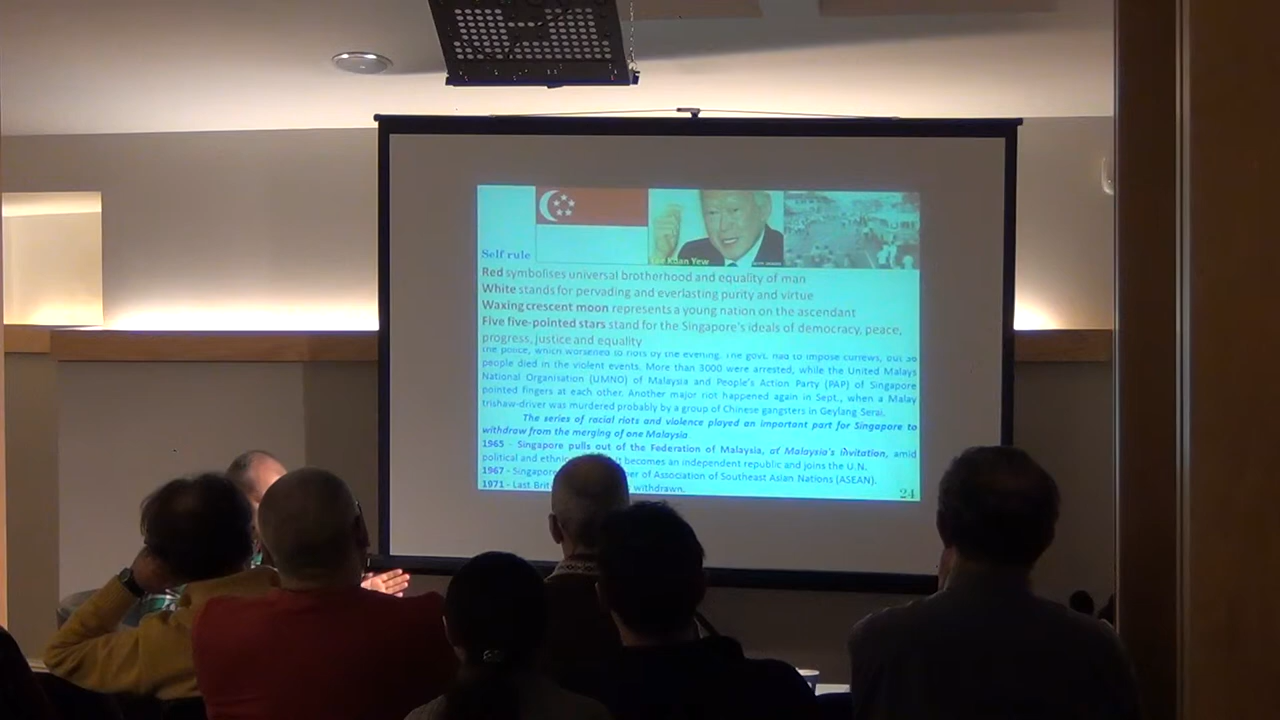 Self rule
Kuan Yew
Red symbolises universal brotherhood and equality of man
White stands for pervading and everlasting purity and virtue
Waxing crescent moon represents a young nation on the ascendant
Five five-pointed stars stand for the Singapore's ideals of democracy, peace,
progress, justice and equality
the police, which worsened to riots by the evening. The govt. had to impose curfews, but 36
people died in the violent events. More than 3000 were arrested, while the United Malays
National Organisation (UMNO) of Malaysia and People's Action Party (PAP) of Singapore
pointed fingers at each other. Another major riot happened again in Sept., when a Malay
trishaw-driver was murdered probably by a group of Chinese gangsters in Geylang Serai.
The series of racial riots and violence played an important part for Singapore to
withdraw from the merging of one Malaysia
1965 - Singapore pulls out of the Federation of Malaysia, at Malaysia's invitation, amid
political and ethnic becomes an independent republic and joins the U.N.
1967 - Singapore of Association of Southeast Asian Nations (ASEAN).
1971 - Last withdrawn.
24